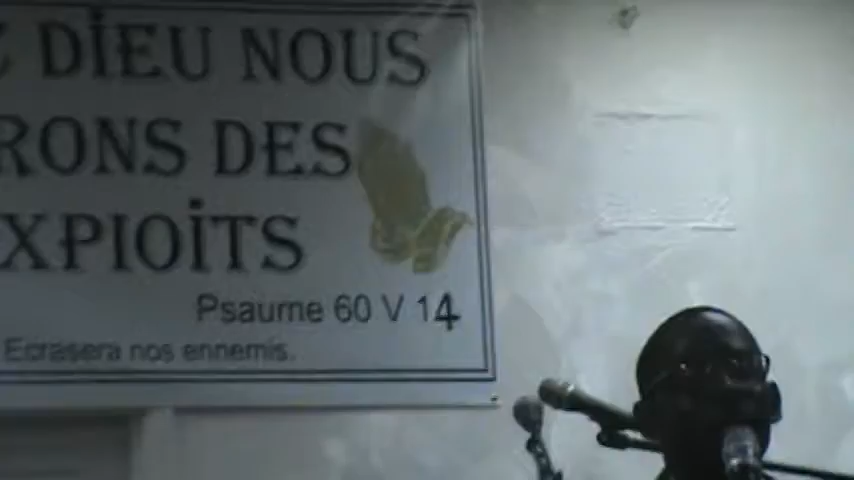 DİEU NOUS
RONS DES
XPIOİTS
Psaume 60 V 14
Ecrasera nos ennemis.